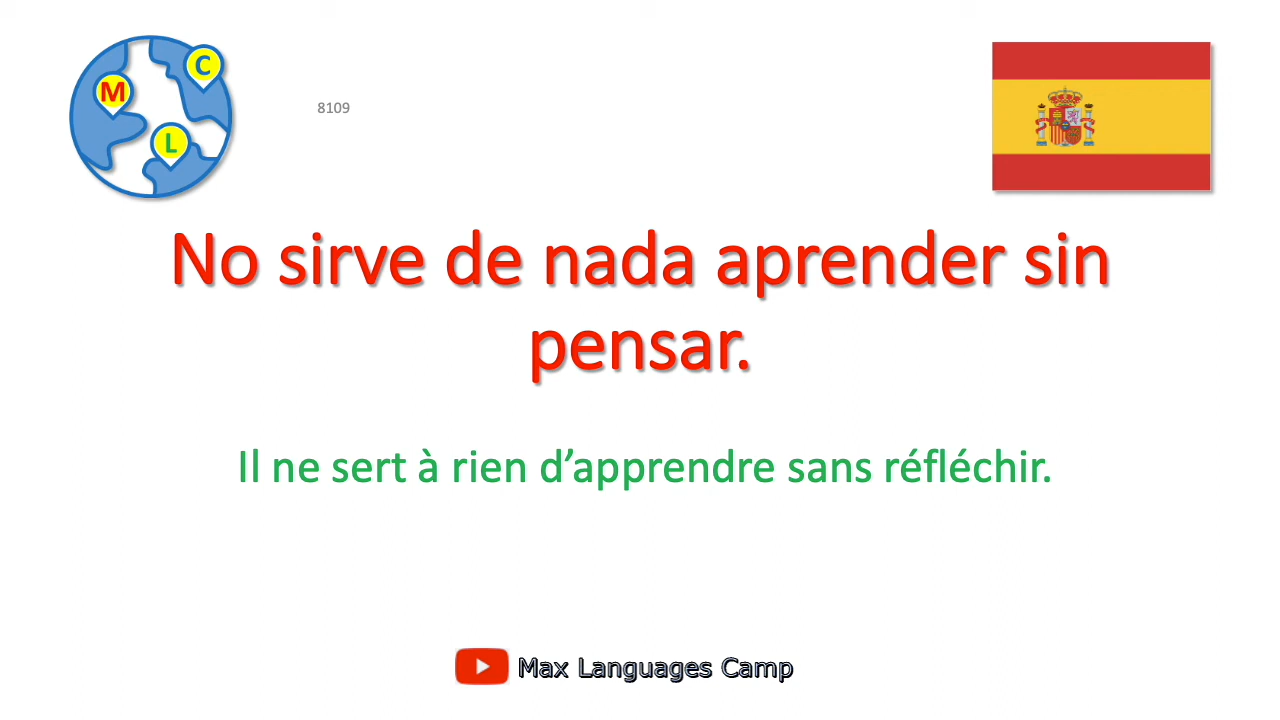 C
M
8109
L
No sirve de nada aprender sin
pensar.
Il ne sert à rien d’apprendre sans réfléchir.
Max Languages Camp